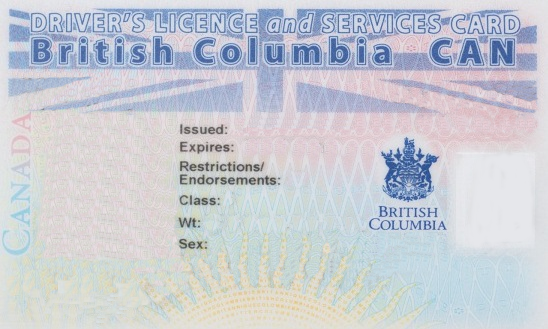 DRIVER'S LICENCE and SERVICES CARD
British Columbia CAN
CANADA
Issued:
Expires:
Restrictions/
Endorsements:
Class:
Wt:
Sex:
BRITISH
COLUMBIA